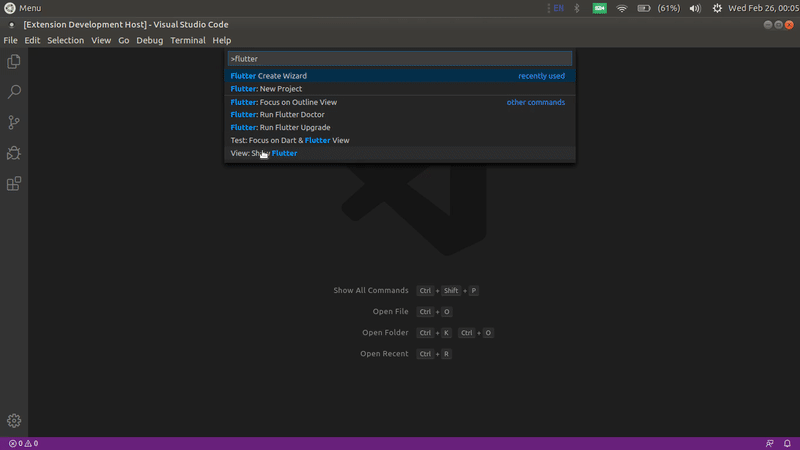 Menu
EN
(61%)
Wed Feb 26, 00:05
[Extension Development Host] - Visual Studio Code
File Edit Selection View Go Debug Terminal Help
>flutter
Flutter Create Wizard recently used
Flutter: New Project
Flutter: Focus on Outline View other commands
Flutter: Run Flutter Doctor
Flutter: Run Flutter Upgrade
Test: Focus on Dart & Flutter View
View: Show Flutter
Show All Commands Ctrl + Shift + P
Open File Ctrl + O
Open Folder Ctrl + K Ctrl + O
Open Recent Ctrl + R
0 0